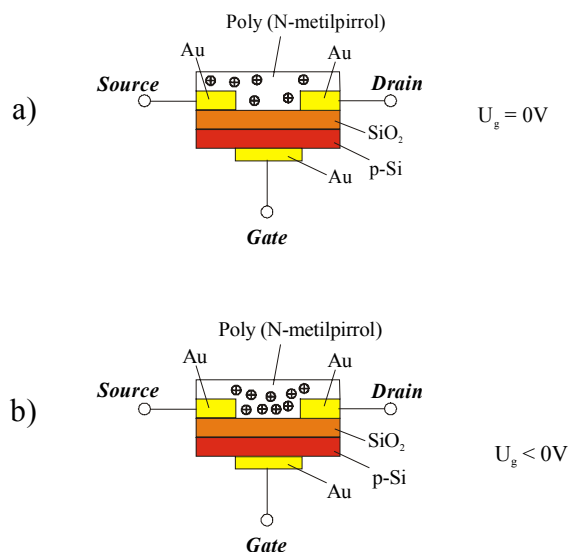 Poly (N-metilpirrol)
Au
Au
Source
Drain
a)
U_g = 0V
SiO₂
p-Si
Au
Gate
Poly (N-metilpirrol)
Au
Au
Source
Drain
b)
SiO₂
U_g < 0V
p-Si
Au
Gate